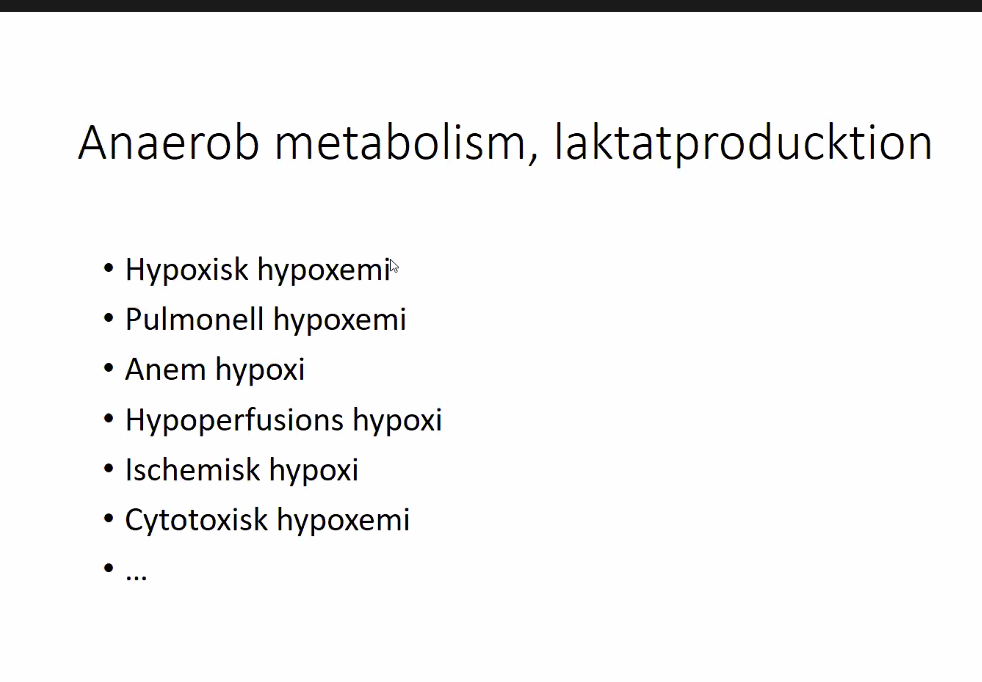 Anaerob metabolism, laktatproducktion
• Hypoxisk hypoxemi
• Pulmonell hypoxemi
• Anem hypoxi
• Hypoperfusions hypoxi
• Ischemisk hypoxi
• Cytotoxisk hypoxemi
• ...